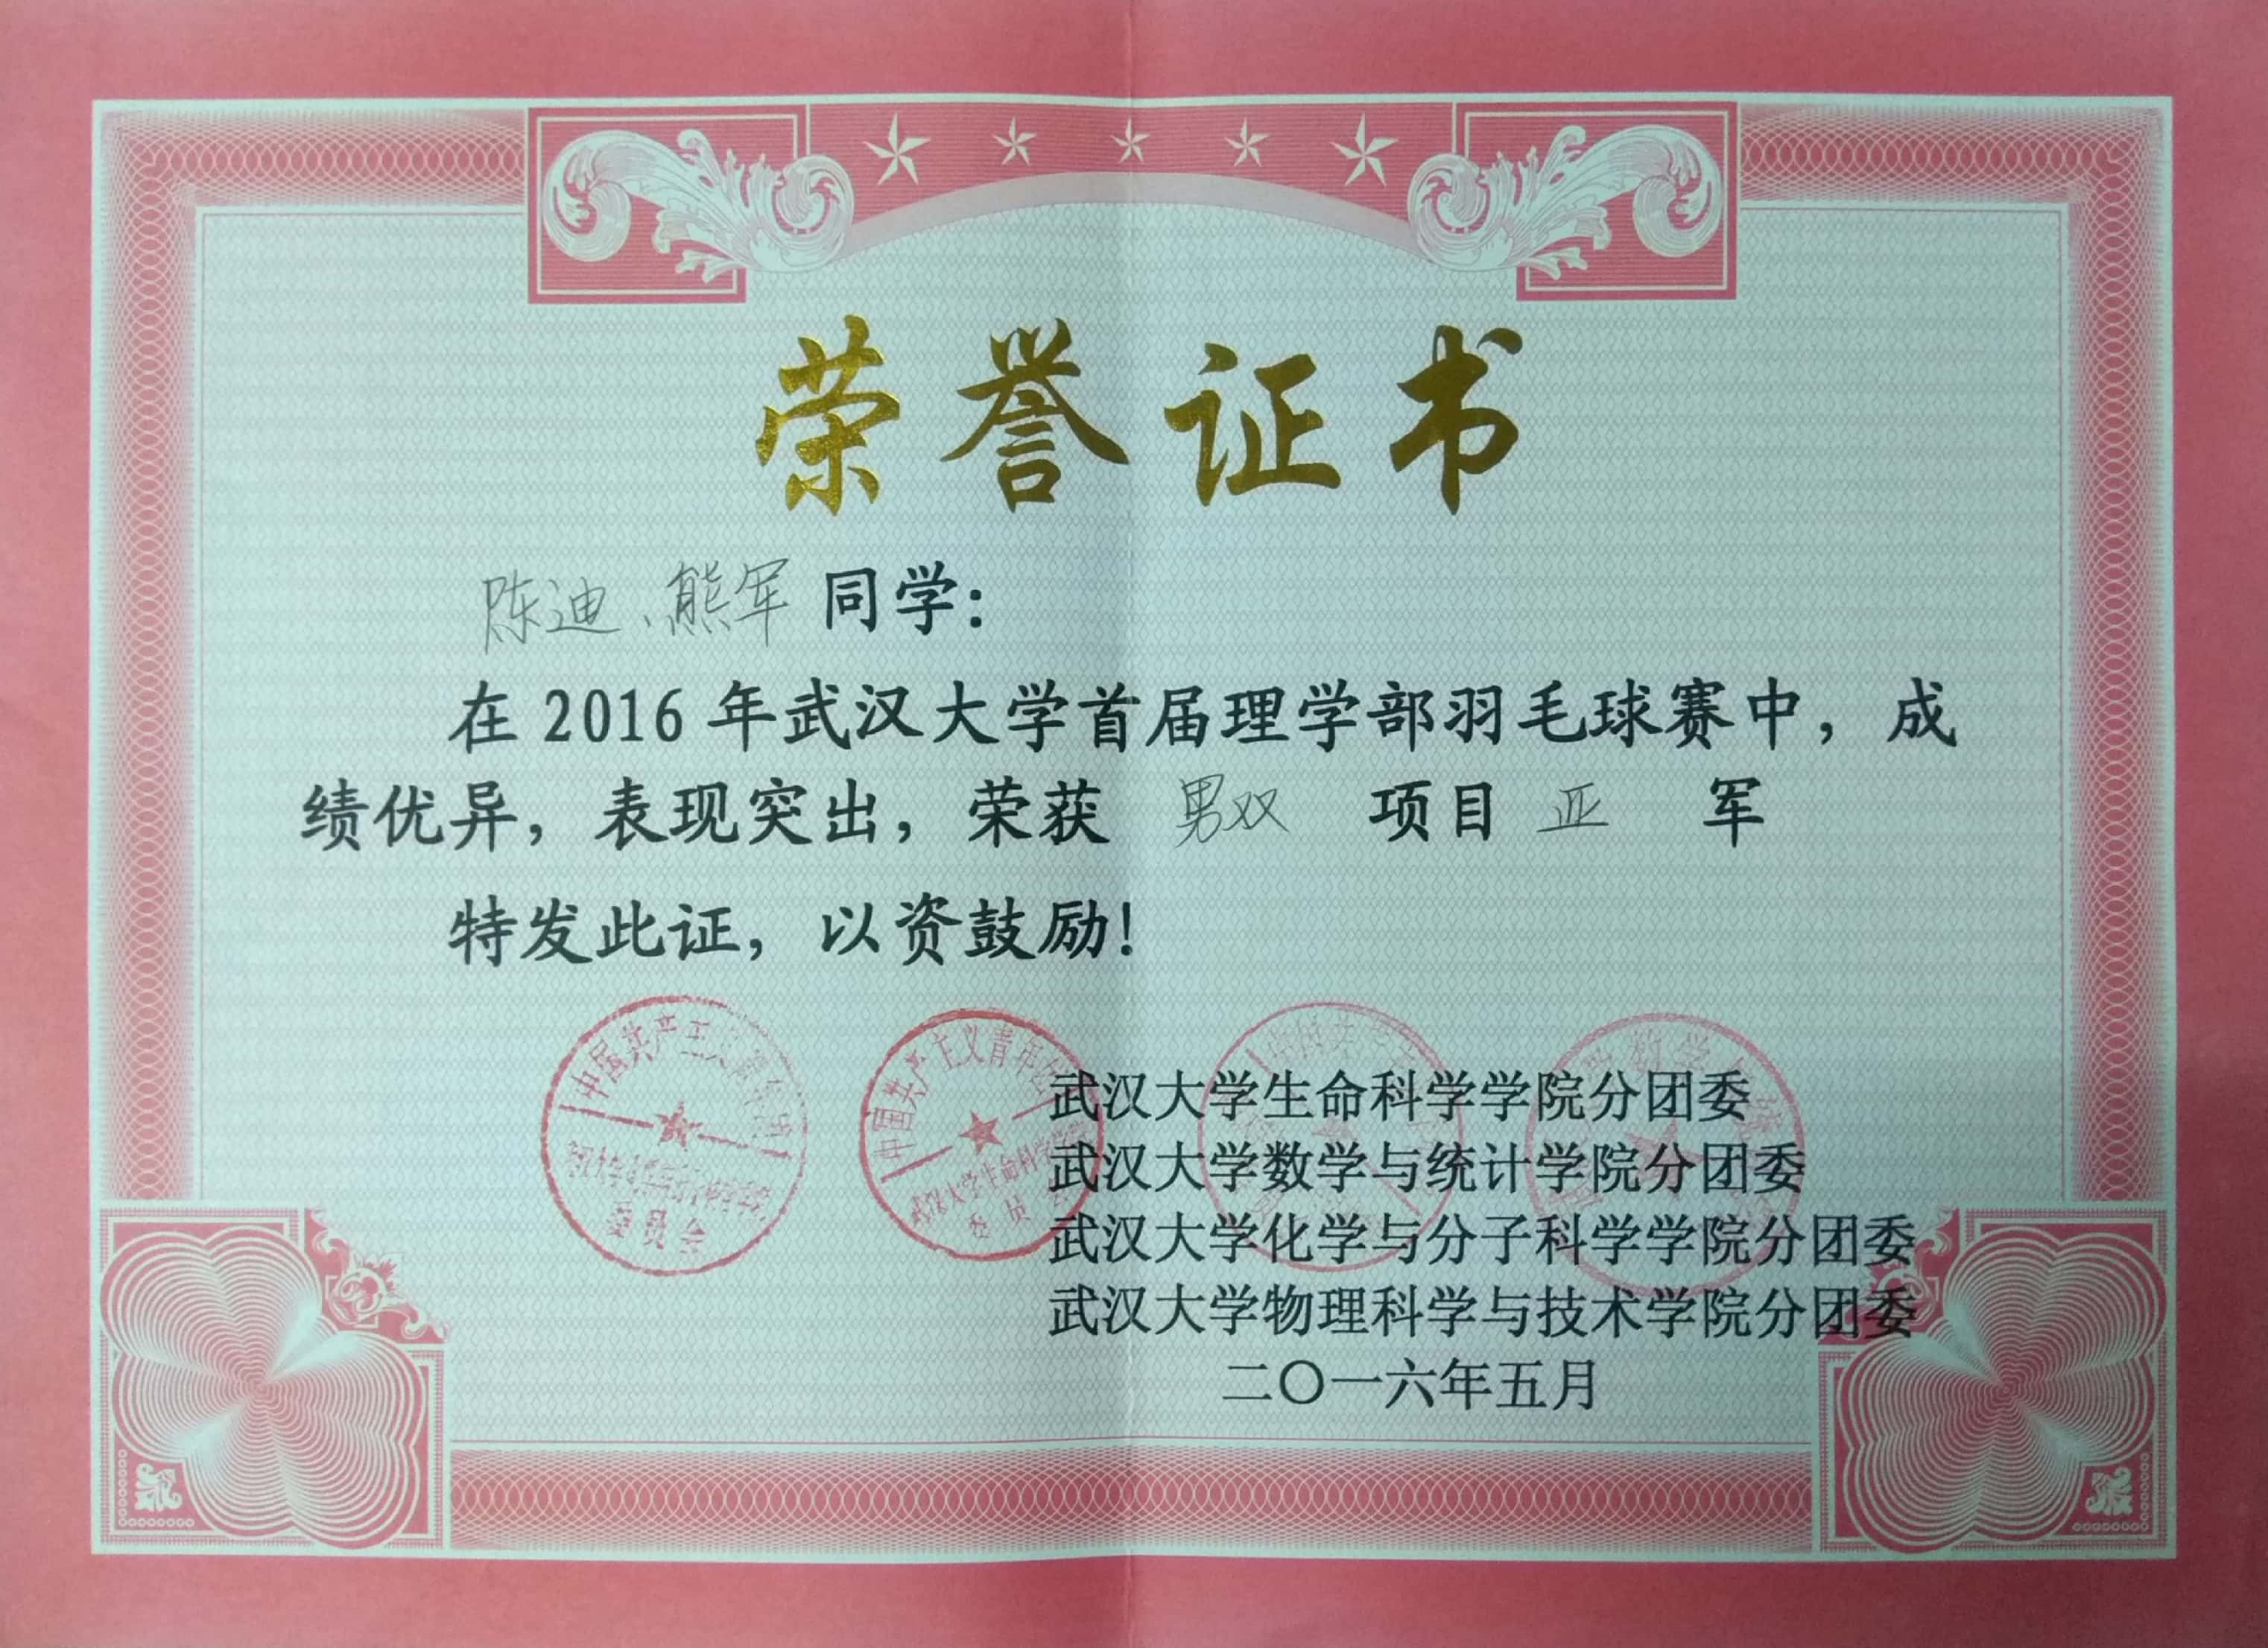 荣誉证书
陈迪、熊军同学：
在2016年武汉大学首届理学部羽毛球赛中，成
绩优异，表现突出，荣获 男双 项目 亚 军
特发此证，以资鼓励！
中国共产主义青年团
委员会
中国共产主义青年团
武汉大学生命科学学院
委员会
武汉大学生命科学学院分团委
武汉大学数学与统计学院分团委
武汉大学化学与分子科学学院分团委
武汉大学物理科学与技术学院分团委
二〇一六年五月